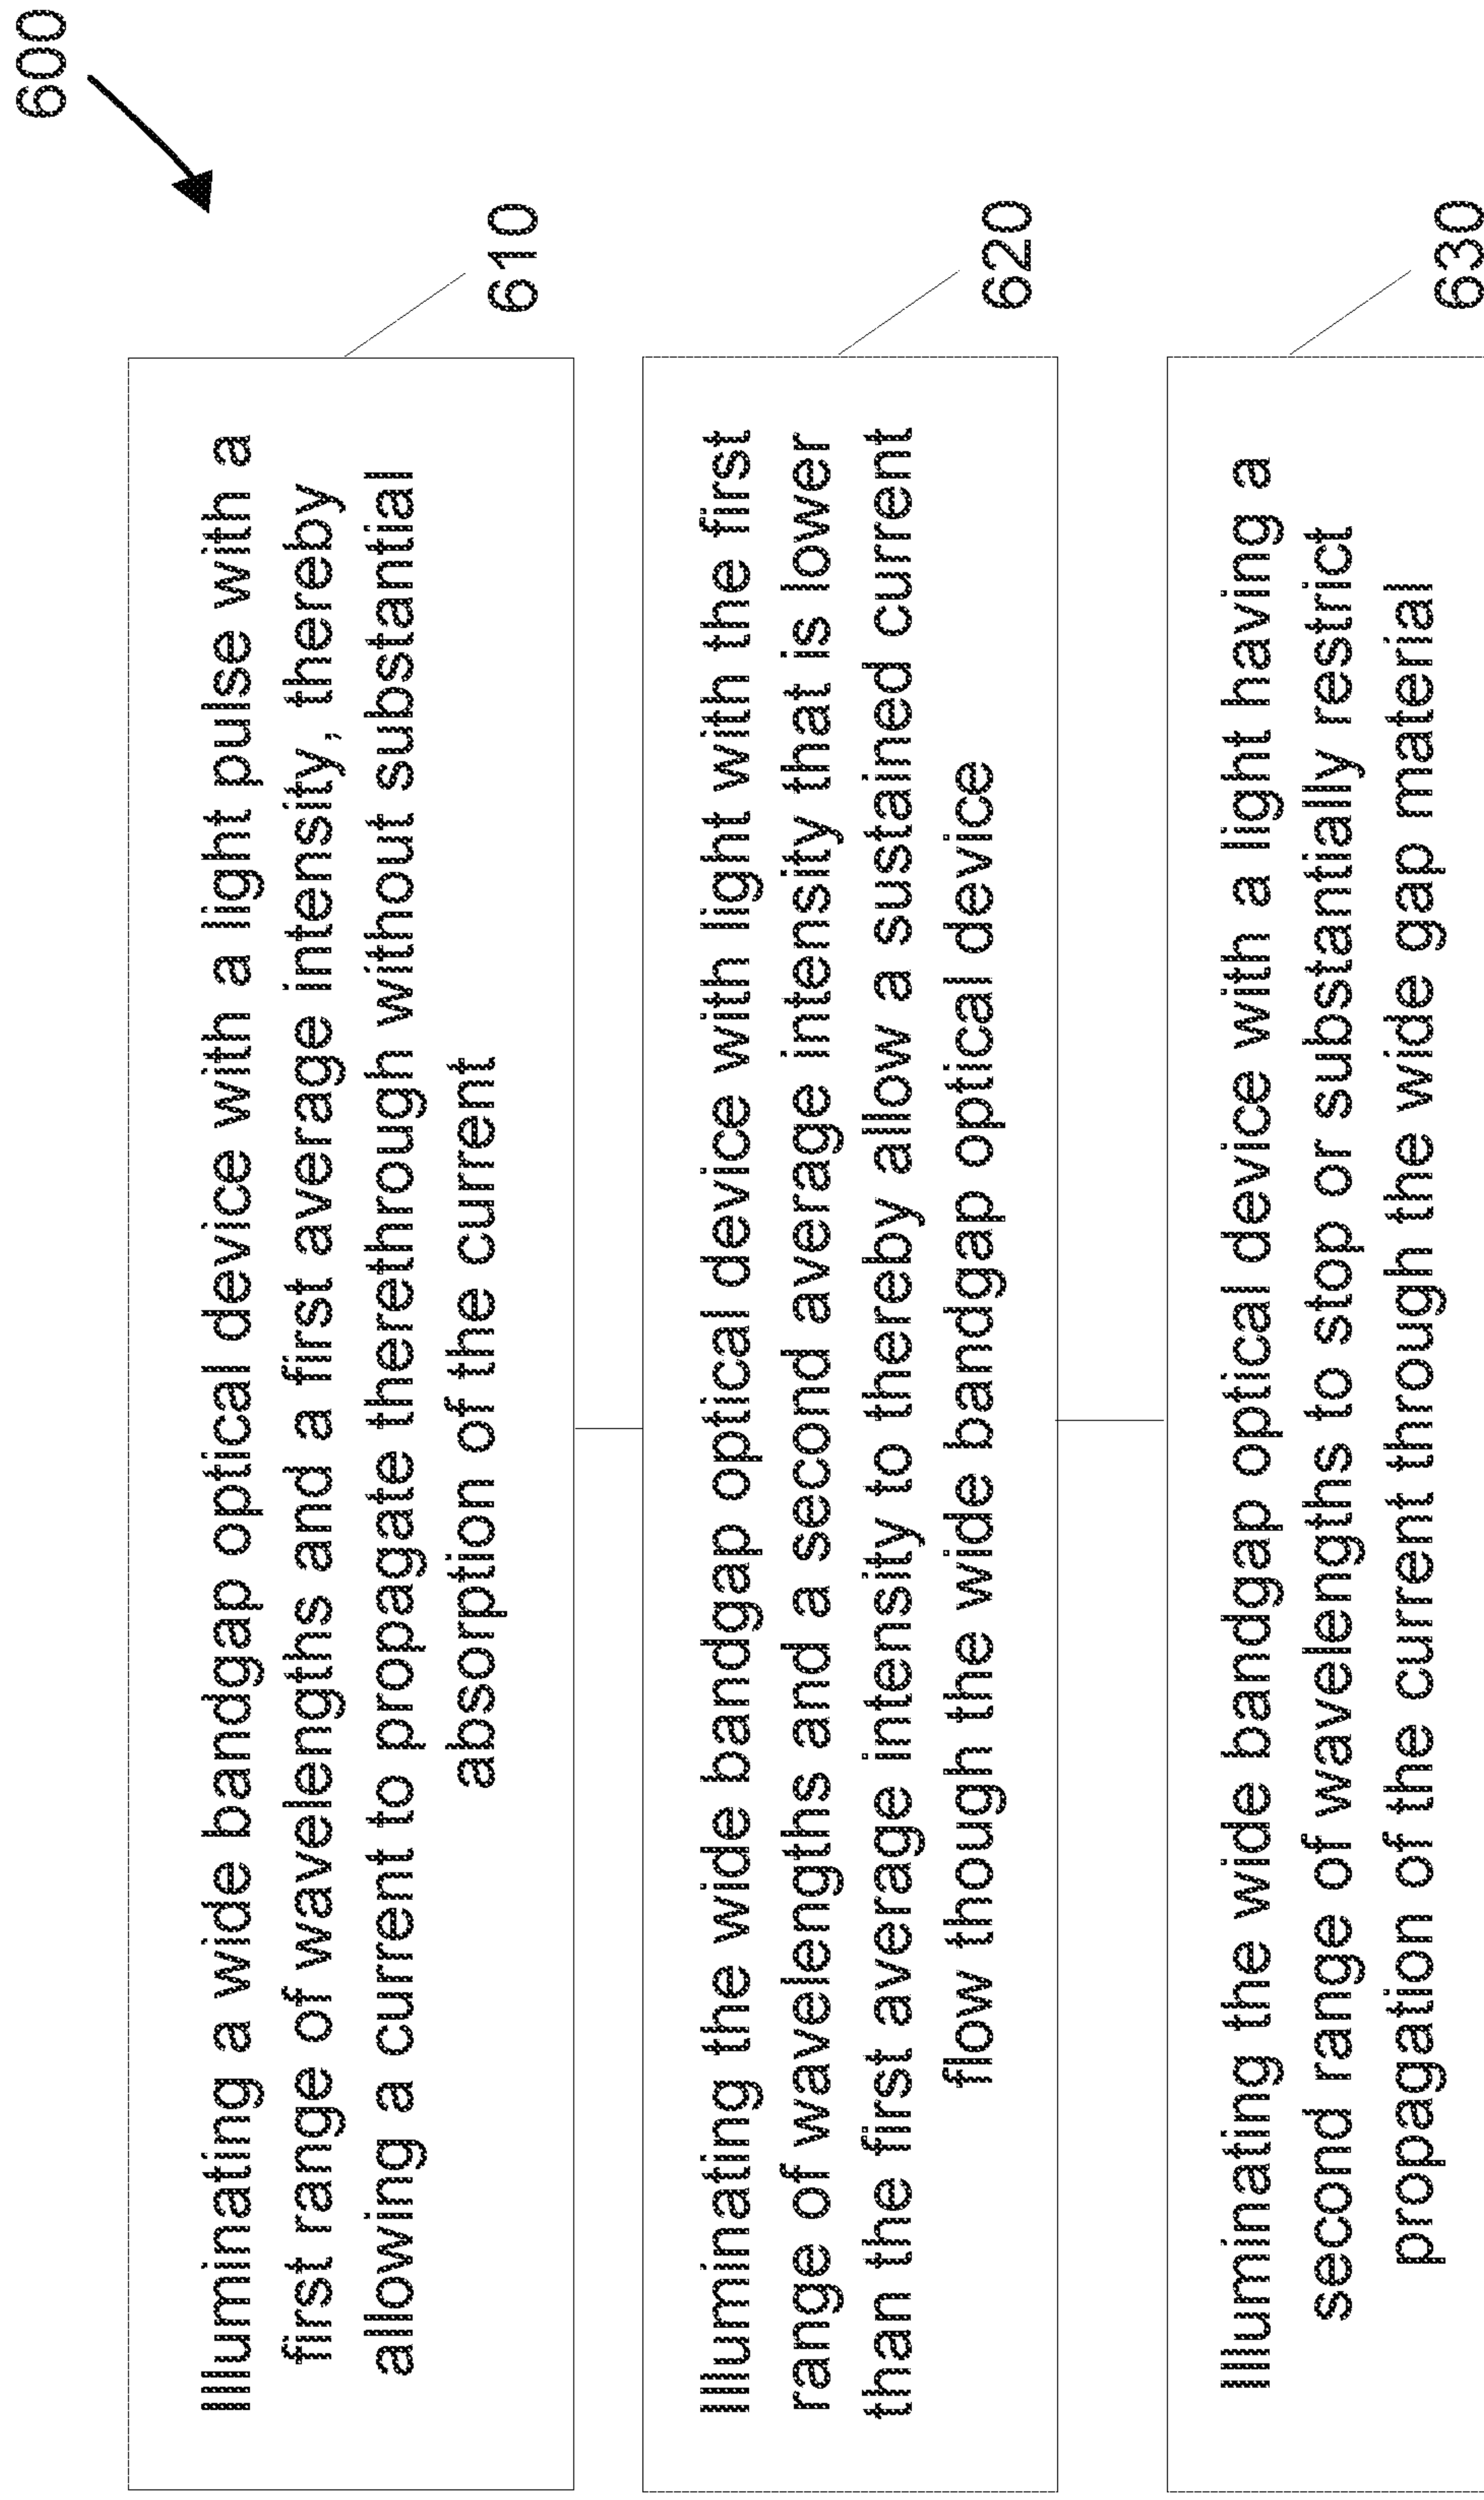 600
610
Illuminating a wide bandgap optical device with a light pulse with a
first range of wavelengths and a first average intensity, thereby
allowing a current to propagate therethrough without substantial
absorption of the current
620
Illuminating the wide bandgap optical device with light with the first
range of wavelengths and a second average intensity that is lower
than the first average intensity to thereby allow a sustained current
flow though the wide bandgap optical device
630
Illuminating the wide bandgap optical device with a light having a
second range of wavelengths to stop or substantially restrict
propagation of the current through the wide gap material